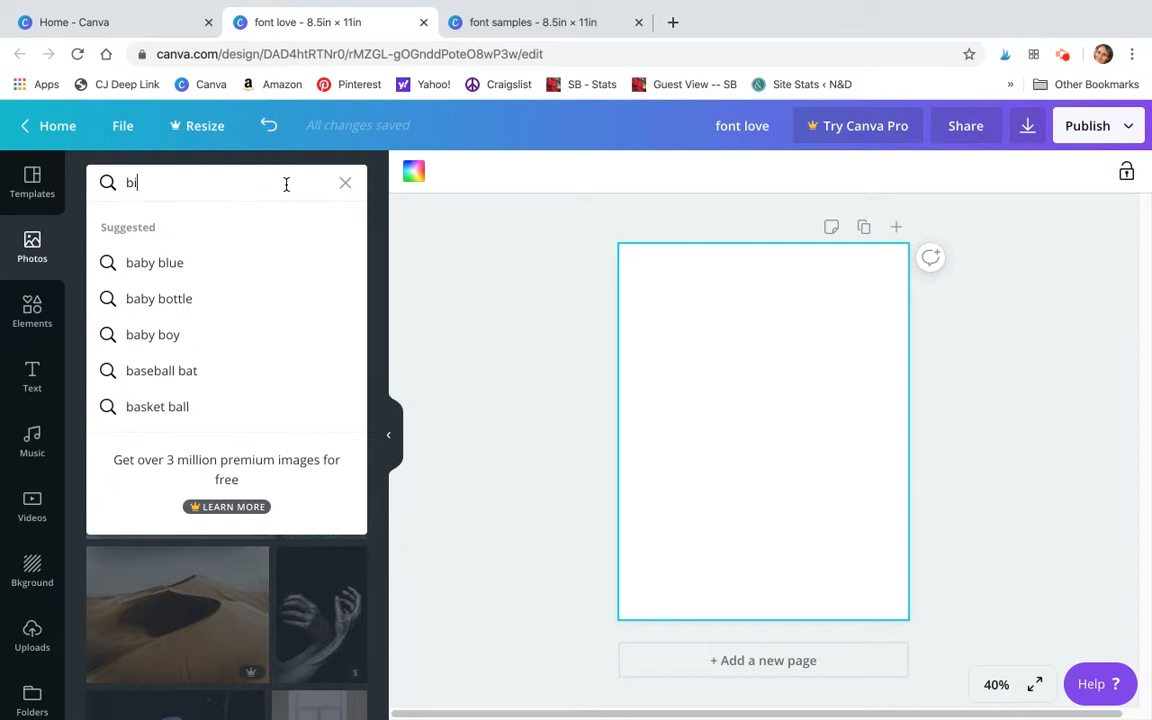 Home - Canva
font love - 8.5in × 11in
font samples - 8.5in × 11in
canva.com/design/DAD4htRTNr0/rMZGL-gOGnddPoteO8wP3w/edit
Apps
CJ Deep Link
Canva
Amazon
Pinterest
Yahoo!
Craigslist
SB - Stats
Guest View -- SB
Site Stats ‹ N&D
»
Other Bookmarks
Home
File
Resize
All changes saved
font love
Try Canva Pro
Share
Publish
Templates
Photos
Elements
Text
Music
Videos
Bkground
Uploads
Folders
bi
Suggested
baby blue
baby bottle
baby boy
baseball bat
basket ball
Get over 3 million premium images for
free
LEARN MORE
$
+ Add a new page
40%
Help ?